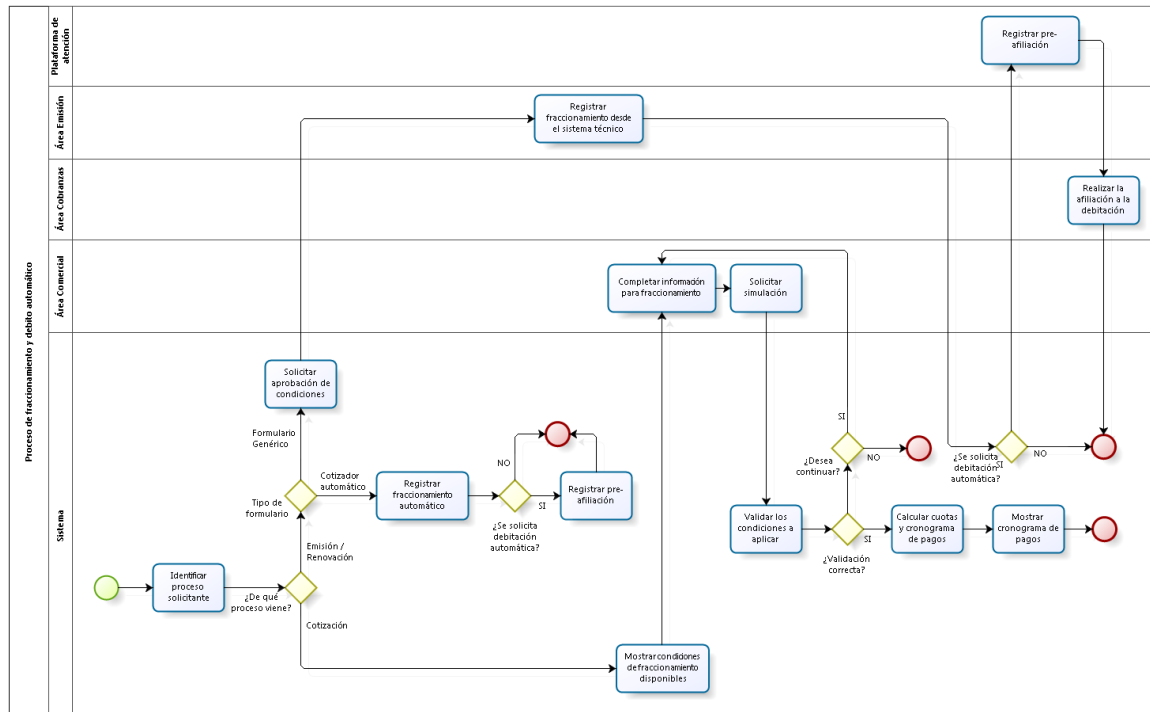 Proceso de fraccionamiento y debito automático
Plataforma de
atención
Registrar pre-
afiliación
Área Emisión
Registrar
fraccionamiento desde
el sistema técnico
Área Cobranzas
Realizar la
afiliación a la
debitación
Área Comercial
Completar información
para fraccionamiento
Solicitar
simulación
Sistema
Solicitar
aprobación de
condiciones
Formulario
Genérico
Tipo de
formulario
Cotizador
automático
Registrar
fraccionamiento
automático
NO
SI
¿Se solicita
debitación
automática?
Registrar pre-
afiliación
Emisión /
Renovación
Identificar
proceso
solicitante
¿De qué
proceso viene?
Cotización
Mostrar condiciones
de fraccionamiento
disponibles
Validar los
condiciones a
aplicar
¿Validación
correcta?
SI
¿Desea
continuar?
SI
NO
Calcular cuotas
y cronograma
de pagos
Mostrar
cronograma de
pagos
¿Se solicita
debitación
automática?
SI
NO